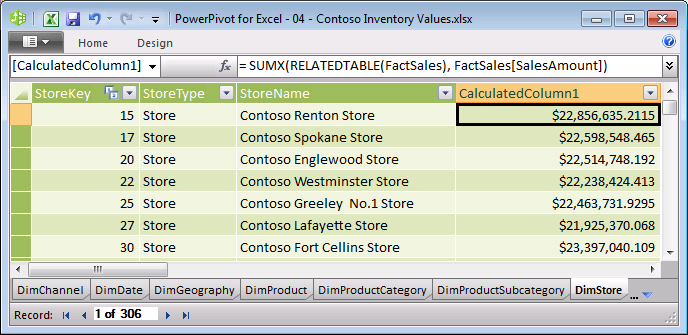 PowerPivot for Excel - 04 - Contoso Inventory Values.xlsx
Home Design
[CalculatedColumn1] fx = SUMX(RELATEDTABLE(FactSales), FactSales[SalesAmount])
StoreKey StoreType StoreName CalculatedColumn1
15 Store Contoso Renton Store $22,856,635.2115
17 Store Contoso Spokane Store $22,598,548.465
20 Store Contoso Englewood Store $22,514,748.192
22 Store Contoso Westminster Store $22,238,424.413
25 Store Contoso Greeley  No.1 Store $22,463,731.9295
27 Store Contoso Lafayette Store $21,925,370.068
30 Store Contoso Fort Cellins Store $23,397,040.109
DimChannel DimDate DimGeography DimProduct DimProductCategory DimProductSubcategory DimStore ...
Record: 1 of 306